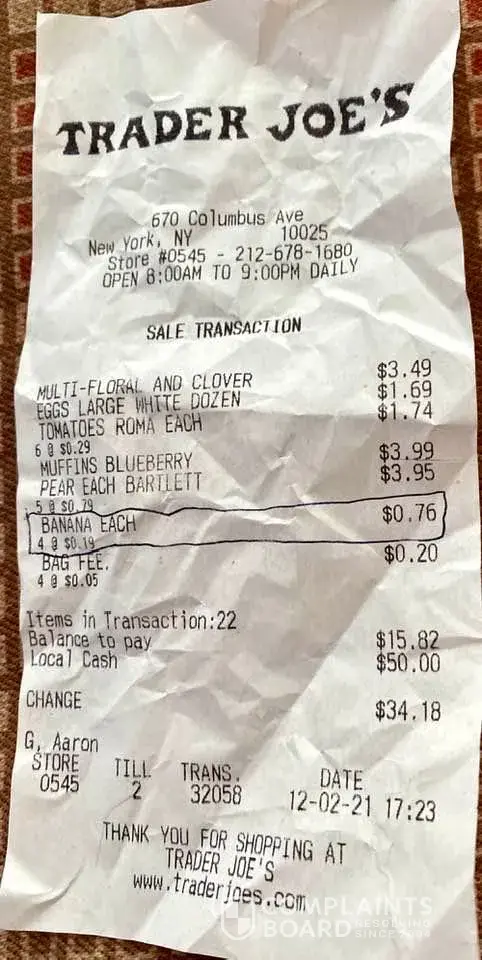 TRADER JOE'S
670 Columbus Ave
New York, NY 10025
Store #0545 - 212-678-1680
OPEN 8:00AM TO 9:00PM DAILY
SALE TRANSACTION
MULTI-FLORAL AND CLOVER $3.49
EGGS LARGE WHITE DOZEN $1.69
TOMATOES ROMA EACH $1.74
6 @ $0.29
MUFFINS BLUEBERRY $3.99
PEAR EACH BARTLETT $3.95
5 @ $0.79
BANANA EACH $0.76
4 @ $0.19
BAG FEE. $0.20
4 @ $0.05
Items in Transaction:22
Balance to pay $15.82
Local Cash $50.00
CHANGE $34.18
G, Aaron
STORE TILL TRANS. DATE
0545 2 32058 12-02-21 17:23
THANK YOU FOR SHOPPING AT
TRADER JOE'S
www.traderjoes.com
COMPLAINTS
BOARD RESOLVING
SINCE 2004